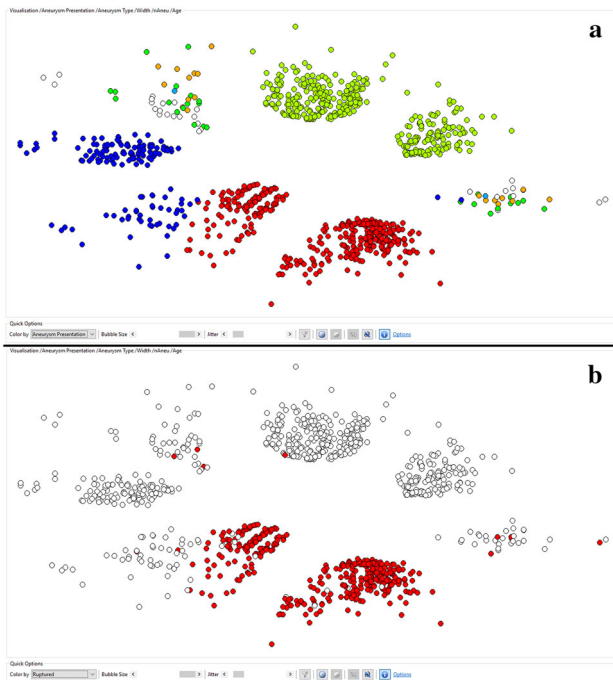 Visualisation /Aneurysm Presentation /Aneurysm Type /Width /nAneu /Age
a
Quick Options
Color by Aneurysm Presentation Bubble Size < > Jitter < > Options
Visualisation /Aneurysm Presentation /Aneurysm Type /Width /nAneu /Age
b
Quick Options
Color by Ruptured Bubble Size < > Jitter < > Options